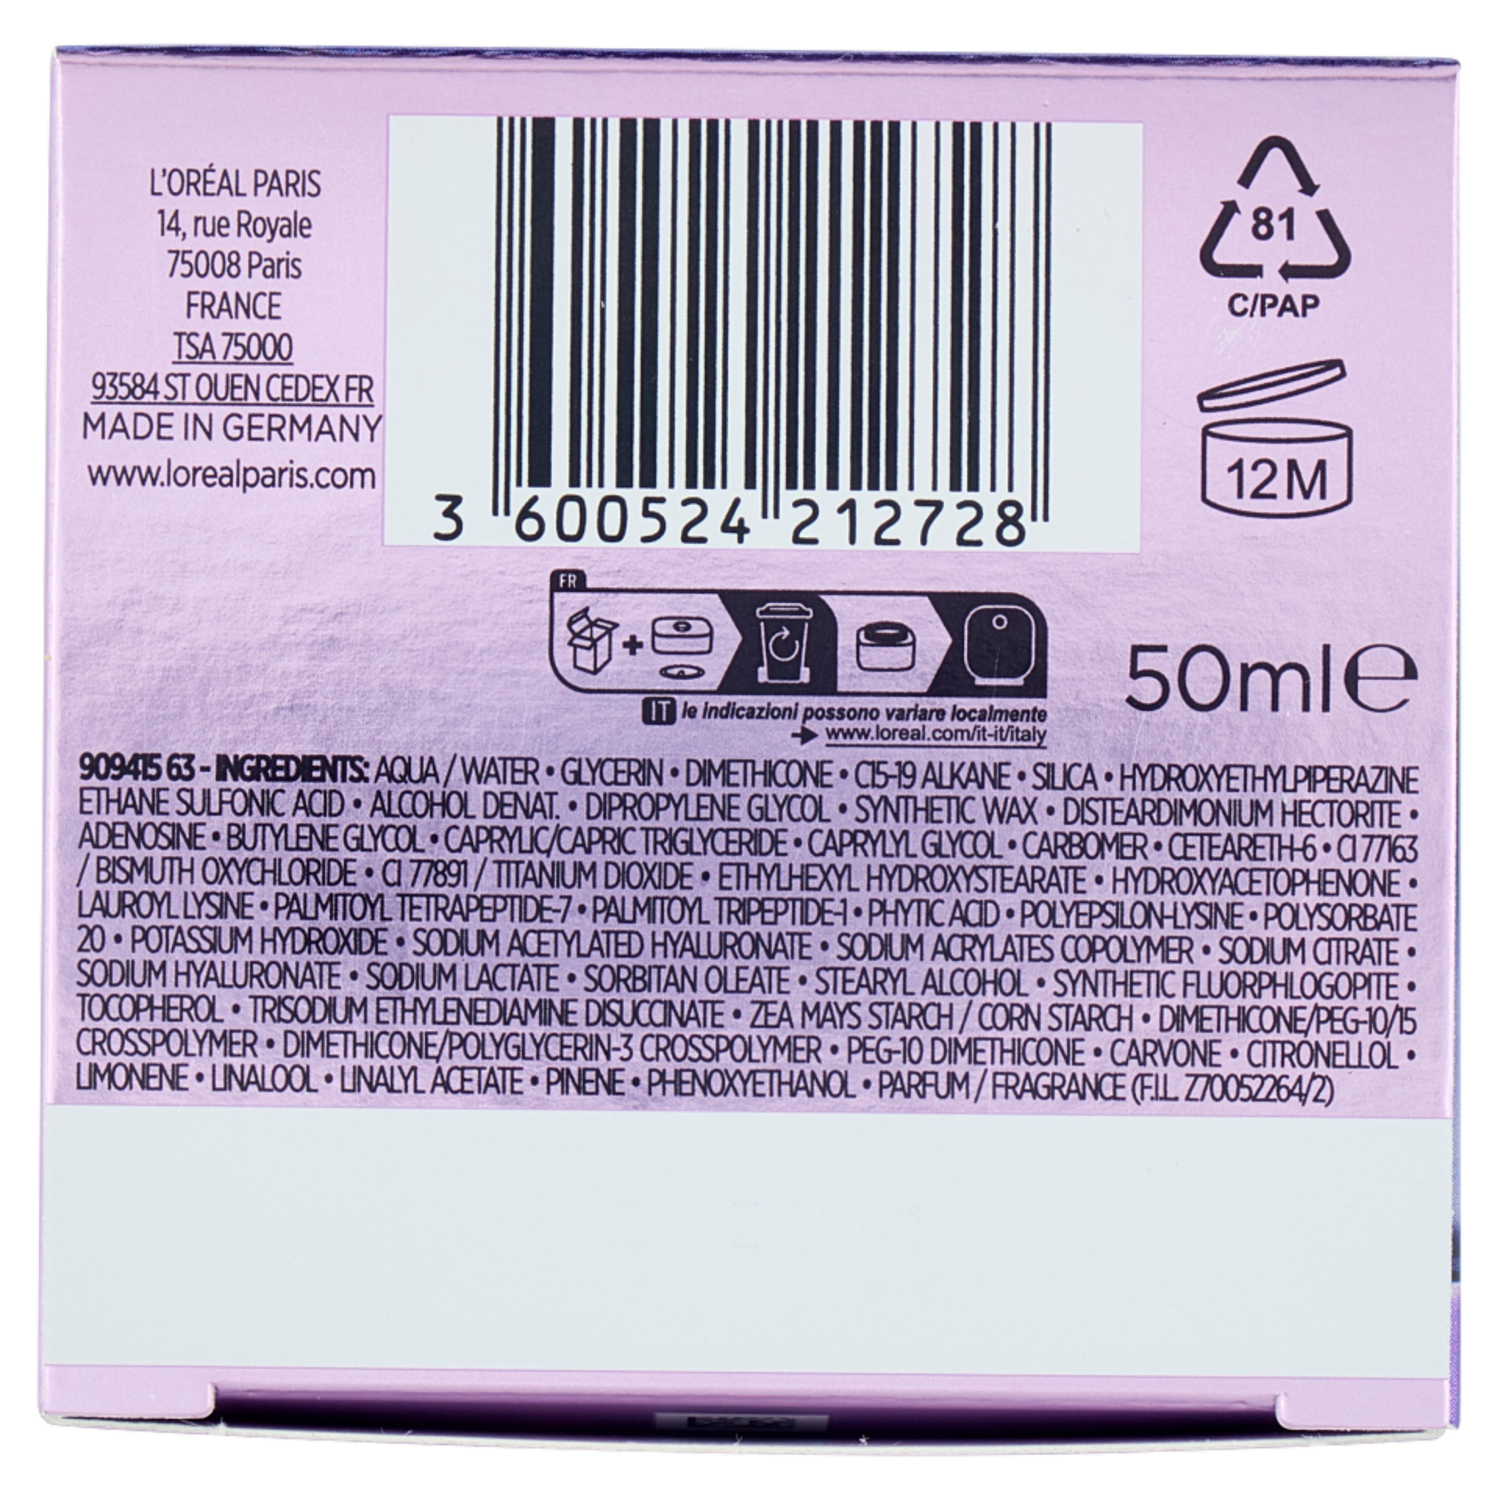 L'ORÉAL PARIS
14, rue Royale
75008 Paris
FRANCE
TSA 75000
93584 ST OUEN CEDEX FR
MADE IN GERMANY
www.lorealparis.com
3 600524 212728
81
C/PAP
12M
FR
IT le indicazioni possono variare localmente
www.loreal.com/it-it/italy
50ml e
909415 63 - INGREDIENTS: AQUA / WATER • GLYCERIN • DIMETHICONE • C15-19 ALKANE • SILICA • HYDROXYETHYLPIPERAZINE
ETHANE SULFONIC ACID • ALCOHOL DENAT. • DIPROPYLENE GLYCOL • SYNTHETIC WAX • DISTEARDIMONIUM HECTORITE •
ADENOSINE • BUTYLENE GLYCOL • CAPRYLIC/CAPRIC TRIGLYCERIDE • CAPRYLYL GLYCOL • CARBOMER • CETEARETH-6 • CI 77163
/ BISMUTH OXYCHLORIDE • CI 77891 / TITANIUM DIOXIDE • ETHYLHEXYL HYDROXYSTEARATE • HYDROXYACETOPHENONE •
LAUROYL LYSINE • PALMITOYL TETRAPEPTIDE-7 • PALMITOYL TRIPEPTIDE-1 • PHYTIC ACID • POLYEPSILON-LYSINE • POLYSORBATE
20 • POTASSIUM HYDROXIDE • SODIUM ACETYLATED HYALURONATE • SODIUM ACRYLATES COPOLYMER • SODIUM CITRATE •
SODIUM HYALURONATE • SODIUM LACTATE • SORBITAN OLEATE • STEARYL ALCOHOL • SYNTHETIC FLUORPHLOGOPITE •
TOCOPHEROL • TRISODIUM ETHYLENEDIAMINE DISUCCINATE • ZEA MAYS STARCH / CORN STARCH • DIMETHICONE/PEG-10/15
CROSSPOLYMER • DIMETHICONE/POLYGLYCERIN-3 CROSSPOLYMER • PEG-10 DIMETHICONE • CARVONE • CITRONELLOL •
LIMONENE • LINALOOL • LINALYL ACETATE • PINENE • PHENOXYETHANOL • PARFUM / FRAGRANCE (F.I.L. Z70052264/2)